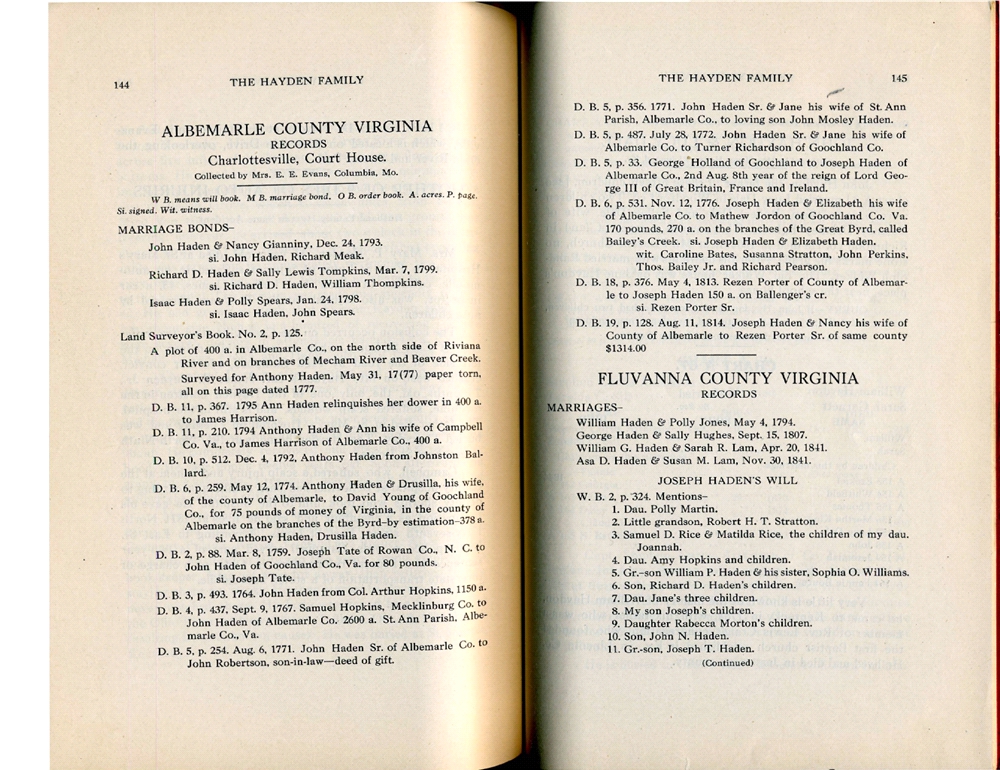 144
THE HAYDEN FAMILY
ALBEMARLE COUNTY VIRGINIA
RECORDS
Charlottesville, Court House.
Collected by Mrs. E. E. Evans, Columbia, Mo.
W B. means will book. M B. marriage bond. O B. order book. A. acres. P. page.
Si. signed. Wit. witness.
MARRIAGE BONDS–
John Haden & Nancy Gianniny, Dec. 24, 1793.
si. John Haden, Richard Meak.
Richard D. Haden & Sally Lewis Tompkins, Mar. 7, 1799.
si. Richard D. Haden, William Thompkins.
Isaac Haden & Polly Spears, Jan. 24, 1798.
si. Isaac Haden, John Spears.
Land Surveyor's Book. No. 2, p. 125.
A plot of 400 a. in Albemarle Co., on the north side of Riviana
River and on branches of Mecham River and Beaver Creek.
Surveyed for Anthony Haden. May 31, 17(77) paper torn,
all on this page dated 1777.
D. B. 11, p. 367. 1795 Ann Haden relinquishes her dower in 400 a.
to James Harrison.
D. B. 11, p. 210. 1794 Anthony Haden & Ann his wife of Campbell
Co. Va., to James Harrison of Albemarle Co., 400 a.
D. B. 10, p. 512. Dec. 4, 1792, Anthony Haden from Johnston Bal-
lard.
D. B. 6, p. 259. May 12, 1774. Anthony Haden & Drusilla, his wife,
of the county of Albemarle, to David Young of Goochland
Co., for 75 pounds of money of Virginia, in the county of
Albemarle on the branches of the Byrd–by estimation–378 a.
si. Anthony Haden, Drusilla Haden.
D. B. 2, p. 88. Mar. 8, 1759. Joseph Tate of Rowan Co., N. C. to
John Haden of Goochland Co., Va. for 80 pounds.
si. Joseph Tate.
D. B. 3, p. 493. 1764. John Haden from Col. Arthur Hopkins, 1150 a.
D. B. 4, p. 437, Sept. 9, 1767. Samuel Hopkins, Mecklinburg Co. to
John Haden of Albemarle Co. 2600 a. St. Ann Parish, Albe-
marle Co., Va.
D. B. 5, p. 254. Aug. 6, 1771. John Haden Sr. of Albemarle Co. to
John Robertson, son-in-law—deed of gift.
THE HAYDEN FAMILY
145
D. B. 5, p. 356. 1771. John Haden Sr. & Jane his wife of St. Ann
Parish, Albemarle Co., to loving son John Mosley Haden.
D. B. 5, p. 487. July 28, 1772. John Haden Sr. & Jane his wife of
Albemarle Co. to Turner Richardson of Goochland Co.
D. B. 5, p. 33. George Holland of Goochland to Joseph Haden of
Albemarle Co., 2nd Aug. 8th year of the reign of Lord Geo-
rge III of Great Britain, France and Ireland.
D. B. 6, p. 531. Nov. 12, 1776. Joseph Haden & Elizabeth his wife
of Albemarle Co. to Mathew Jordon of Goochland Co. Va.
170 pounds, 270 a. on the branches of the Great Byrd, called
Bailey's Creek. si. Joseph Haden & Elizabeth Haden.
wit. Caroline Bates, Susanna Stratton, John Perkins,
Thos. Bailey Jr. and Richard Pearson.
D. B. 18, p. 376. May 4, 1813. Rezen Porter of County of Albemar-
le to Joseph Haden 150 a. on Ballenger's cr.
si. Rezen Porter Sr.
D. B. 19, p. 128. Aug. 11, 1814. Joseph Haden & Nancy his wife of
County of Albemarle to Rezen Porter Sr. of same county
$1314.00
FLUVANNA COUNTY VIRGINIA
RECORDS
MARRIAGES–
William Haden & Polly Jones, May 4, 1794.
George Haden & Sally Hughes, Sept. 15, 1807.
William G. Haden & Sarah R. Lam, Apr. 20, 1841.
Asa D. Haden & Susan M. Lam, Nov. 30, 1841.
JOSEPH HADEN'S WILL
W. B. 2, p. 324. Mentions–
1. Dau. Polly Martin.
2. Little grandson, Robert H. T. Stratton.
3. Samuel D. Rice & Matilda Rice, the children of my dau.
Joannah.
4. Dau. Amy Hopkins and children.
5. Gr.-son William P. Haden & his sister, Sophia O. Williams.
6. Son, Richard D. Haden's children.
7. Dau. Jane's three children.
8. My son Joseph's children.
9. Daughter Rabecca Morton's children.
10. Son, John N. Haden.
11. Gr.-son, Joseph T. Haden.
(Continued)